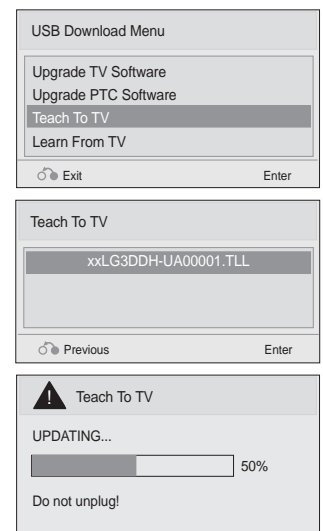 USB Download Menu
Upgrade TV Software
Upgrade PTC Software
Teach To TV
Learn From TV
Exit Enter
Teach To TV
xxLG3DDH-UA00001.TLL
Previous Enter
! Teach To TV
UPDATING...
50%
Do not unplug!